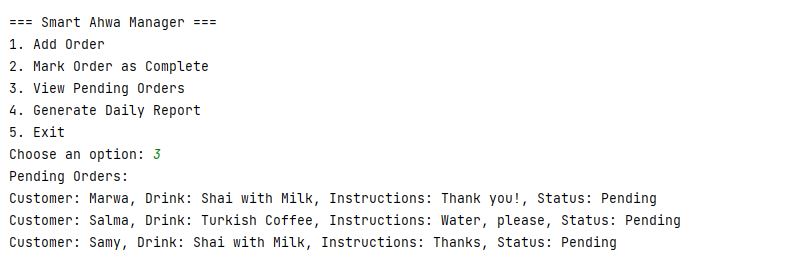 === Smart Ahwa Manager ===
1. Add Order
2. Mark Order as Complete
3. View Pending Orders
4. Generate Daily Report
5. Exit
Choose an option: 3
Pending Orders:
Customer: Marwa, Drink: Shai with Milk, Instructions: Thank you!, Status: Pending
Customer: Salma, Drink: Turkish Coffee, Instructions: Water, please, Status: Pending
Customer: Samy, Drink: Shai with Milk, Instructions: Thanks, Status: Pending